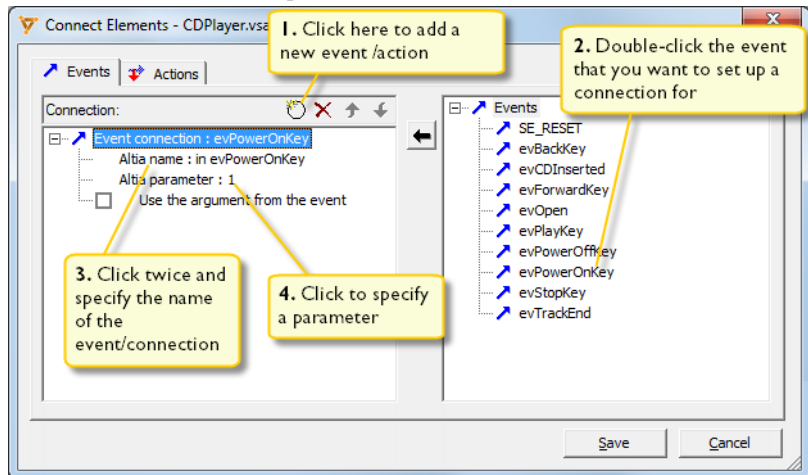 Connect Elements - CDPlayer.vsa
1. Click here to add a
new event /action
2. Double-click the event
that you want to set up a
connection for
Events
Actions
Connection:
Event connection : evPowerOnKey
Altia name : in evPowerOnKey
Altia parameter : 1
Use the argument from the event
3. Click twice and
specify the name
of the
event/connection
4. Click to specify
a parameter
Events
SE_RESET
evBackKey
evCDInserted
evForwardKey
evOpen
evPlayKey
evPowerOffKey
evPowerOnKey
evStopKey
evTrackEnd
Save
Cancel